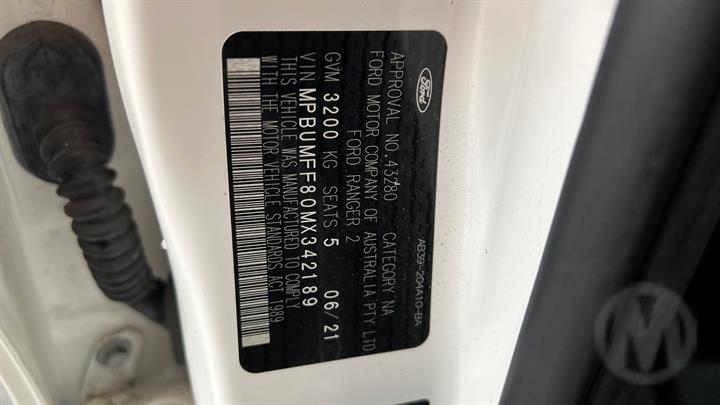 Ford
AB39-204A10-BA
APPROVAL NO. 43280 CATEGORY NA
FORD MOTOR COMPANY OF AUSTRALIA PTY LTD
FORD RANGER 2
GVM 3200 KG SEATS 5 06/21
VIN MPBUMFF80MX342189
THIS VEHICLE WAS MANUFACTURED TO COMPLY
WITH THE MOTOR VEHICLE STANDARDS ACT 1989
M